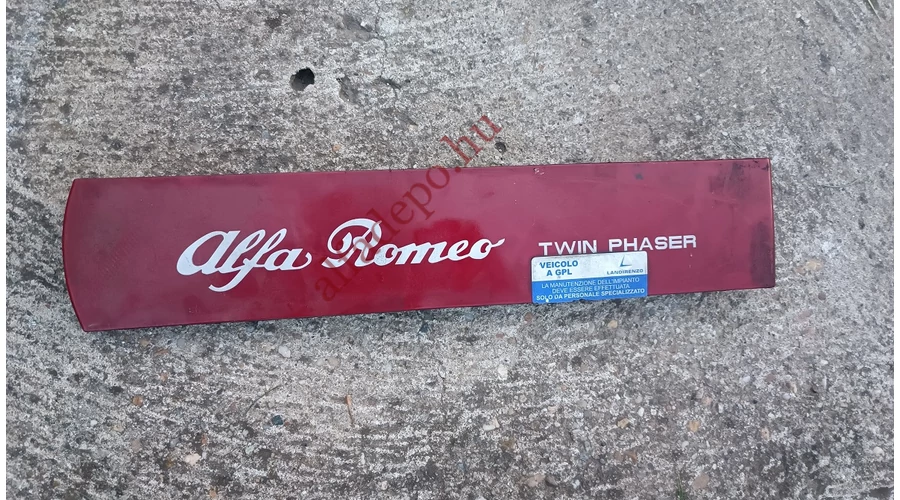 Alfa Romeo
TWIN PHASER
VEICOLO
A GPL
LANDIRENZO
LA MANUTENZIONE DELL'IMPIANTO
DEVE ESSERE EFFETTUATA
SOLO DA PERSONALE SPECIALIZZATO
alfadepo.hu